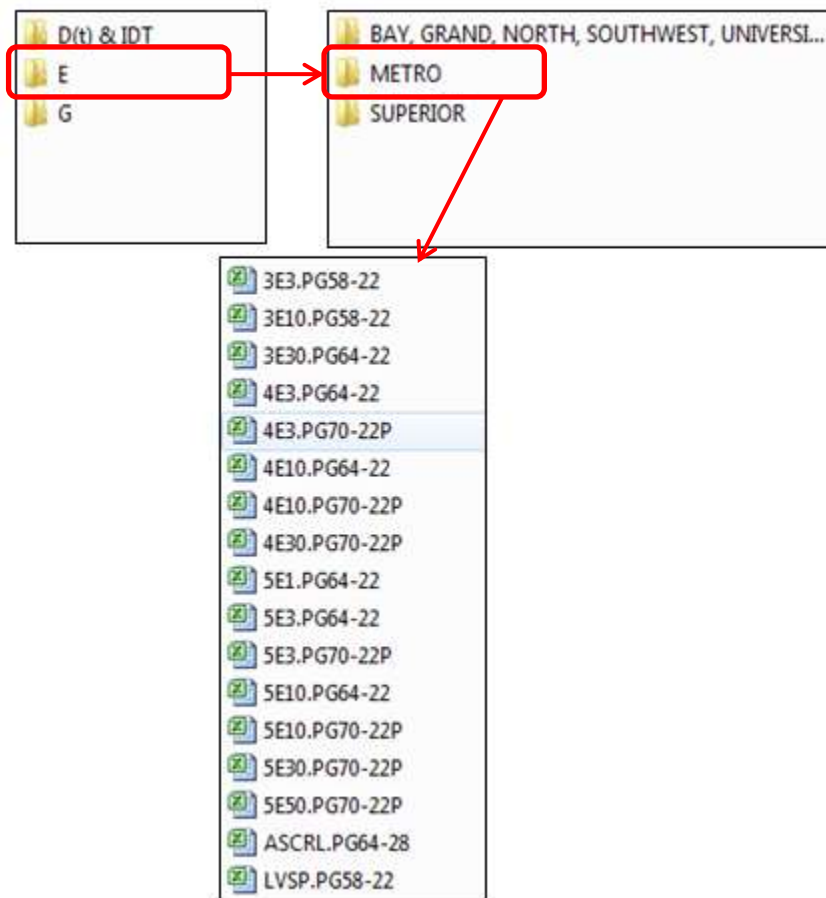 D(t) & IDT
E
G
BAY, GRAND, NORTH, SOUTHWEST, UNIVERSI...
METRO
SUPERIOR
3E3.PG58-22
3E10.PG58-22
3E30.PG64-22
4E3.PG64-22
4E3.PG70-22P
4E10.PG64-22
4E10.PG70-22P
4E30.PG70-22P
5E1.PG64-22
5E3.PG64-22
5E3.PG70-22P
5E10.PG64-22
5E10.PG70-22P
5E30.PG70-22P
5E50.PG70-22P
ASCRL.PG64-28
LVSP.PG58-22